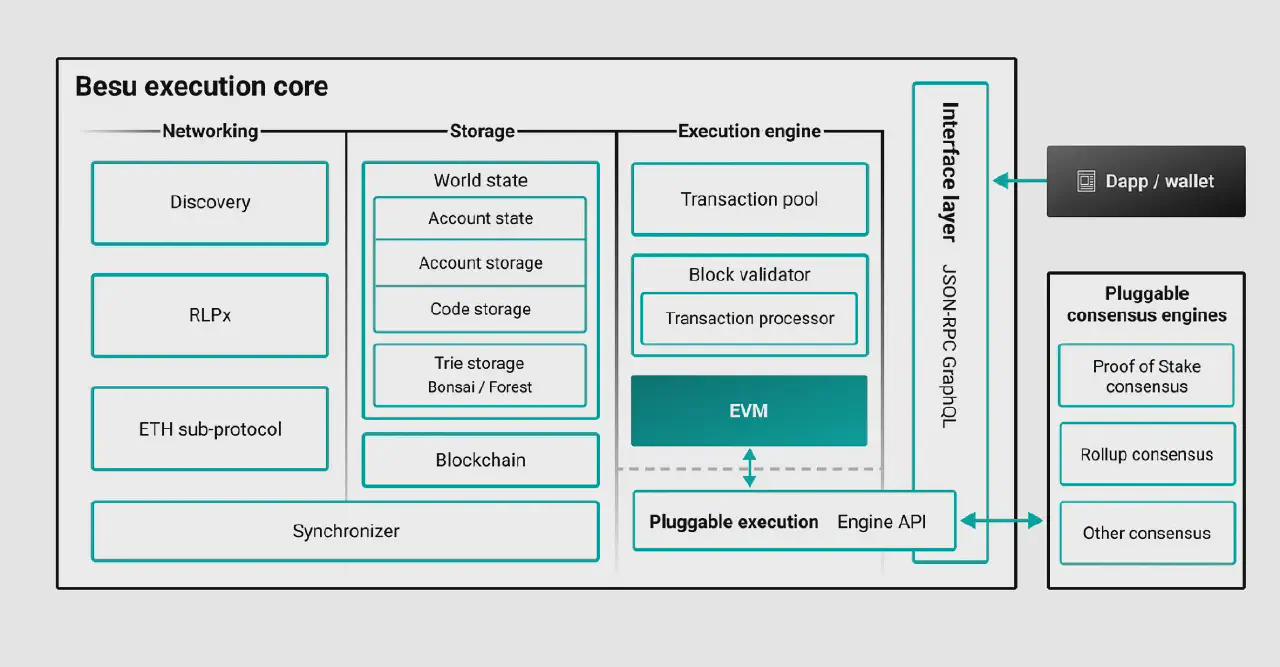 Besu execution core
Networking
Discovery
RLPx
ETH sub-protocol
Synchronizer
Storage
World state
Account state
Account storage
Code storage
Trie storage
Bonsai / Forest
Blockchain
Execution engine
Transaction pool
Block validator
Transaction processor
EVM
Pluggable execution Engine API
Interface layer JSON-RPC GraphQL
Dapp / wallet
Pluggable
consensus engines
Proof of Stake
consensus
Rollup consensus
Other consensus